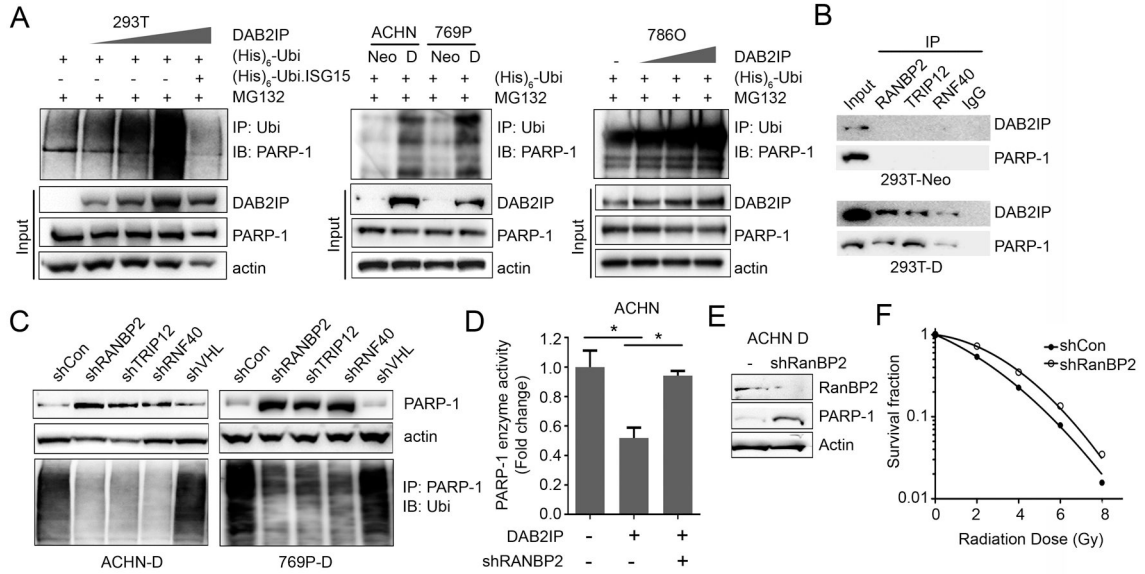 A
293T
DAB2IP
+ + + + + (His)6-Ubi
- - - - + (His)6-Ubi.ISG15
+ + + + + MG132
IP: Ubi
IB: PARP-1
Input
DAB2IP
PARP-1
actin
ACHN 769P
Neo D Neo D
+ + + + (His)6-Ubi
+ + + + MG132
IP: Ubi
IB: PARP-1
Input
DAB2IP
PARP-1
actin
786O
- DAB2IP
+ + + + (His)6-Ubi
+ + + + MG132
IP: Ubi
IB: PARP-1
Input
DAB2IP
PARP-1
actin
B
IP
Input RANBP2 TRIP12 RNF40 IgG
DAB2IP
PARP-1
293T-Neo
DAB2IP
PARP-1
293T-D
C
shCon shRANBP2 shTRIP12 shRNF40 shVHL
shCon shRANBP2 shTRIP12 shRNF40 shVHL
PARP-1
actin
IP: PARP-1
IB: Ubi
ACHN-D 769P-D
D
ACHN
* *
PARP-1 enzyme activity
(Fold change)
1.2
1.0
0.8
0.6
0.4
0.2
0.0
DAB2IP - + +
shRANBP2 - - +
E
ACHN D
- shRanBP2
RanBP2
PARP-1
Actin
F
shCon
shRANBP2
Survival fraction
1
0.1
0.01
0 2 4 6 8
Radiation Dose (Gy)